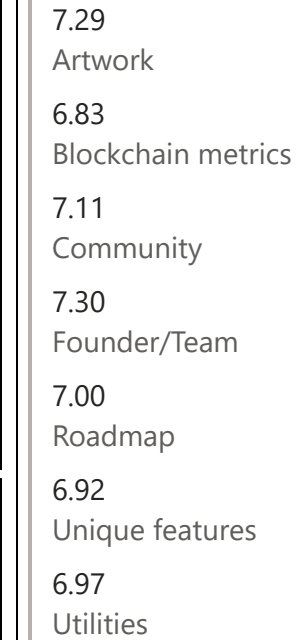 7.29
Artwork
6.83
Blockchain metrics
7.11
Community
7.30
Founder/Team
7.00
Roadmap
6.92
Unique features
6.97
Utilities